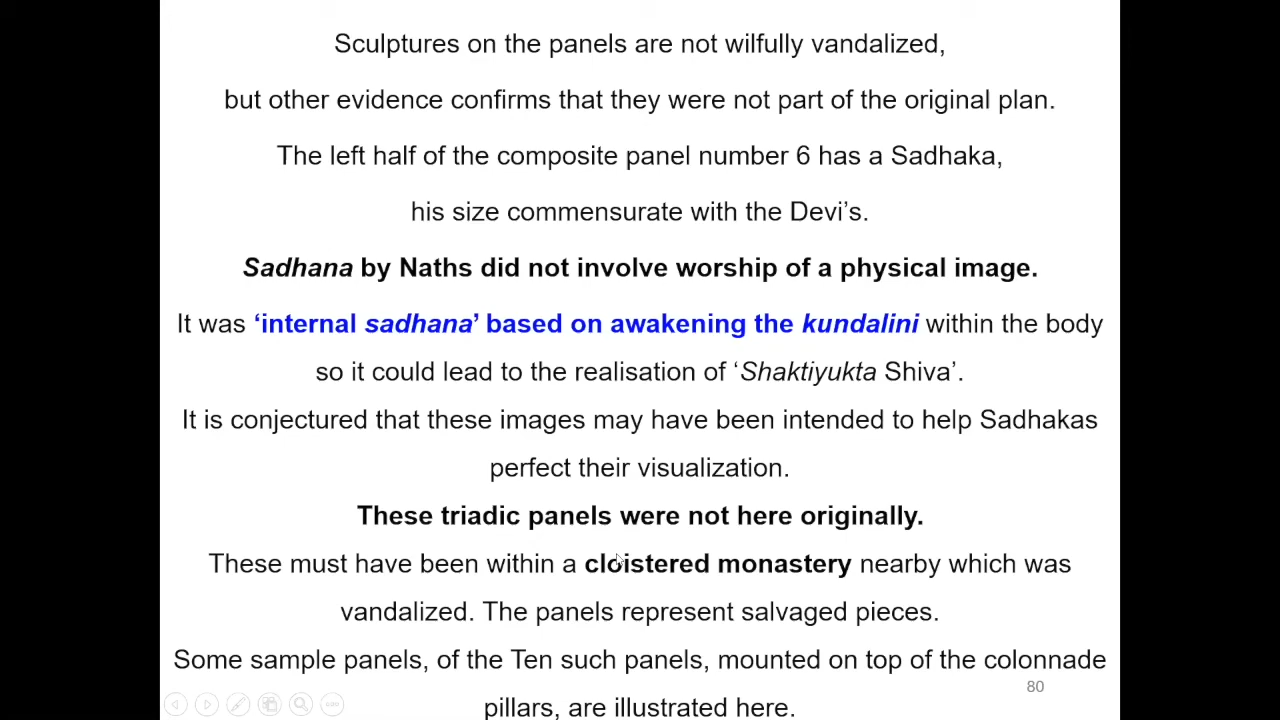 Sculptures on the panels are not wilfully vandalized,
but other evidence confirms that they were not part of the original plan.
The left half of the composite panel number 6 has a Sadhaka,
his size commensurate with the Devi’s.
Sadhana by Naths did not involve worship of a physical image.
It was ‘internal sadhana’ based on awakening the kundalini within the body
so it could lead to the realisation of ‘Shaktiyukta Shiva’.
It is conjectured that these images may have been intended to help Sadhakas
perfect their visualization.
These triadic panels were not here originally.
These must have been within a cloistered monastery nearby which was
vandalized. The panels represent salvaged pieces.
Some sample panels, of the Ten such panels, mounted on top of the colonnade
pillars, are illustrated here.
80